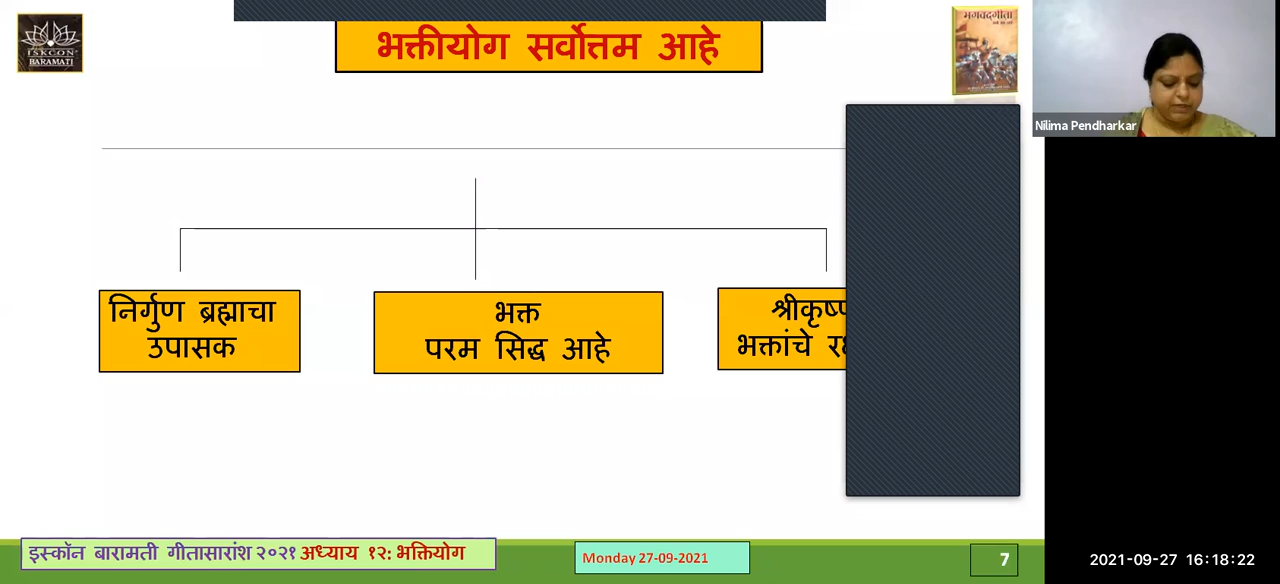 ISKCON
BARAMATI
भक्तीयोग सर्वोत्तम आहे
भगवद्गीता
Nilima Pendharkar
निर्गुण ब्रह्माचा
उपासक
भक्त
परम सिद्ध आहे
भक्तांचे
इस्कॉन बारामती गीतासारांश २०२१ अध्याय १२: भक्तियोग
Monday 27-09-2021
7
2021-09-27 16:18:22